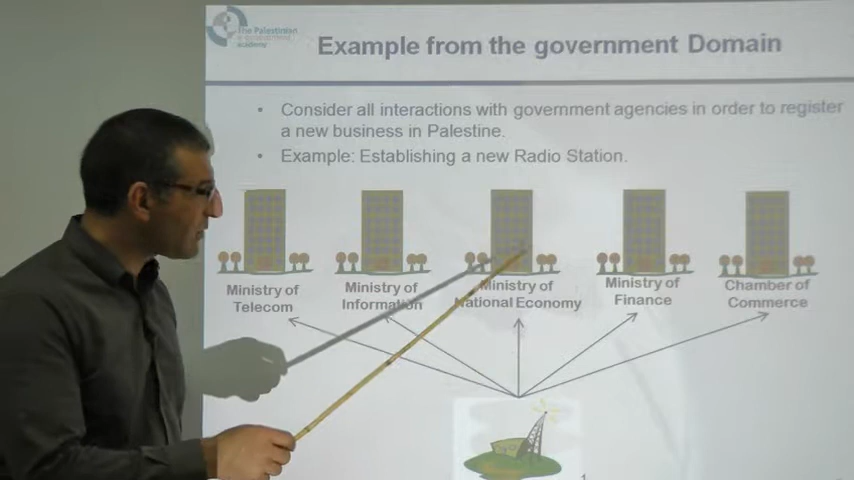 The Palestinian
e-Government
academy
Example from the government Domain
• Consider all interactions with government agencies in order to register
a new business in Palestine.
• Example: Establishing a new Radio Station.
Ministry of
Telecom
Ministry of
Information
Ministry of
National Economy
Ministry of
Finance
Chamber of
Commerce
1